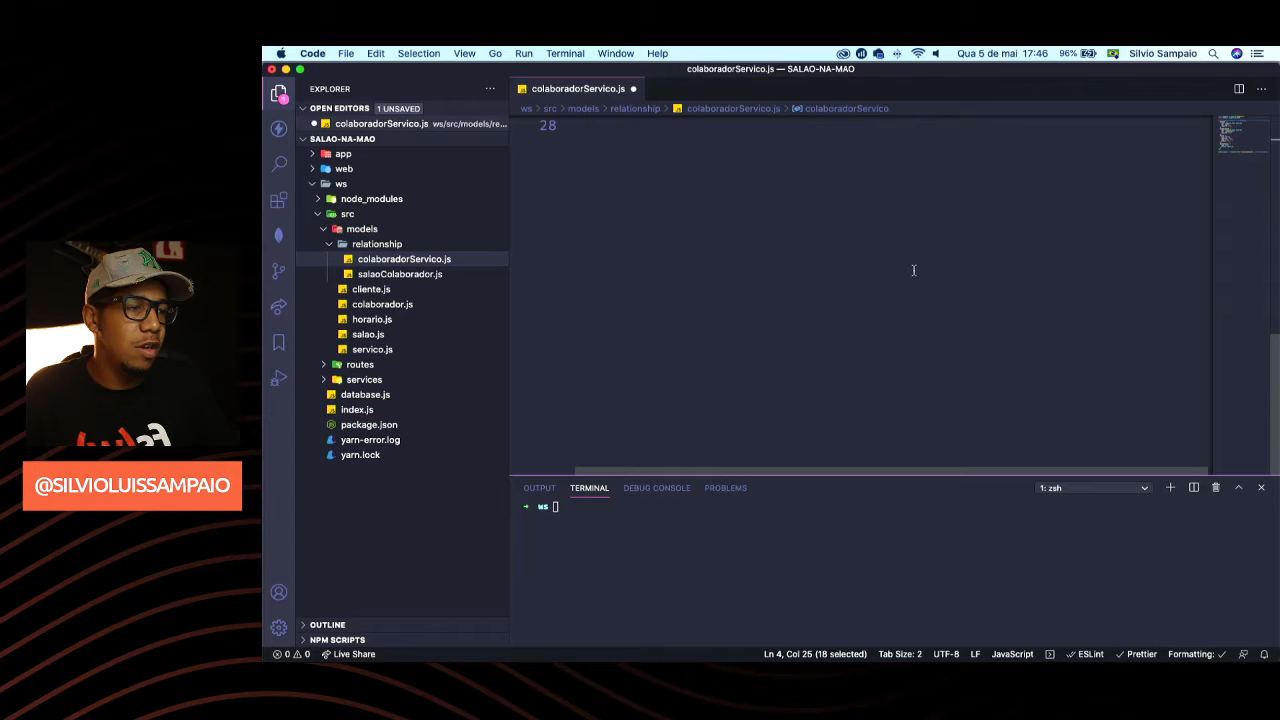 Code File Edit Selection View Go Run Terminal Window Help Qua 5 de mai 17:46 96% Silvio Sampaio
colaboradorServico.js — SALAO-NA-MAO
EXPLORER
colaboradorServico.js
OPEN EDITORS 1 UNSAVED
ws › src › models › relationship › colaboradorServico.js › colaboradorServico
colaboradorServico.js ws/src/models/re...
28
SALAO-NA-MAO
app
web
ws
node_modules
src
models
relationship
colaboradorServico.js
salaoColaborador.js
cliente.js
colaborador.js
horario.js
salao.js
servico.js
routes
services
database.js
index.js
package.json
yarn-error.log
yarn.lock
@SILVIOLUISSAMPAIO
OUTPUT TERMINAL DEBUG CONSOLE PROBLEMS 1: zsh
→ ws
OUTLINE
NPM SCRIPTS
0 0 Live Share Ln 4, Col 25 (18 selected) Tab Size: 2 UTF-8 LF JavaScript ESLint Prettier Formatting: